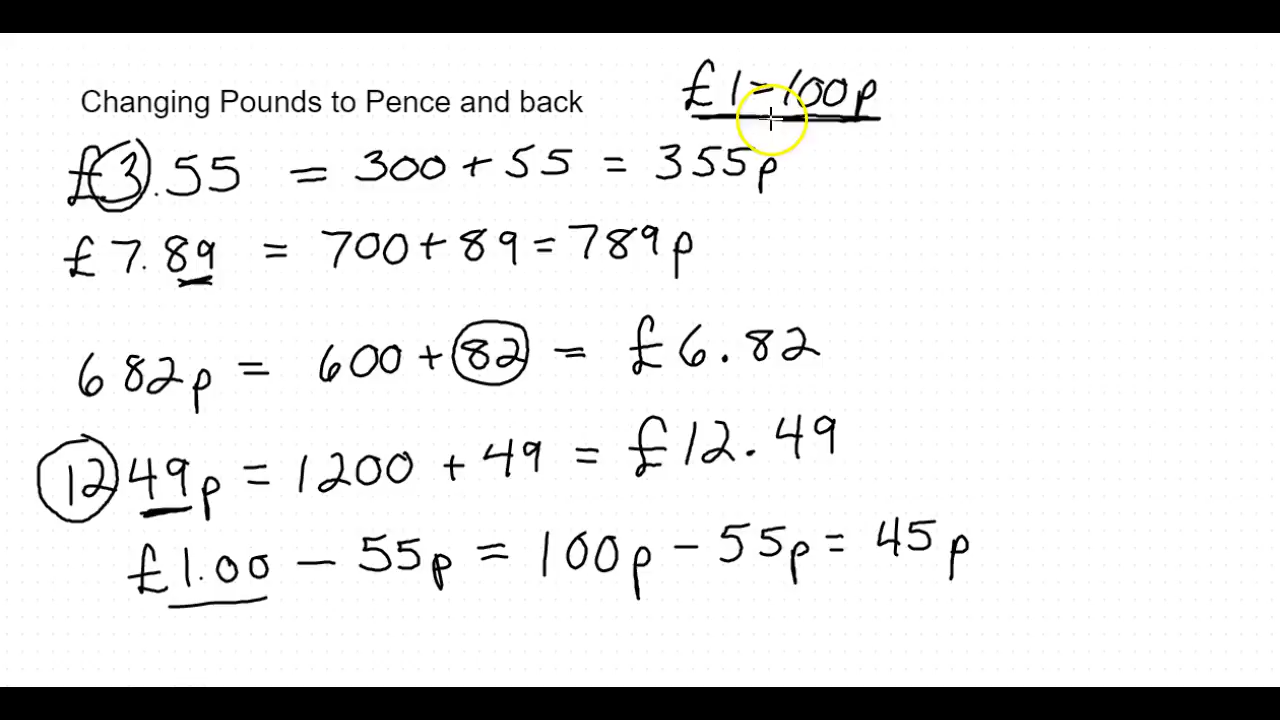 Changing Pounds to Pence and back £1=100p
£3.55 = 300 + 55 = 355p
£7.89 = 700+89=789p
682p = 600+82 = £6.82
1249p = 1200 + 49 = £12.49
£1.00 - 55p = 100p - 55p = 45p